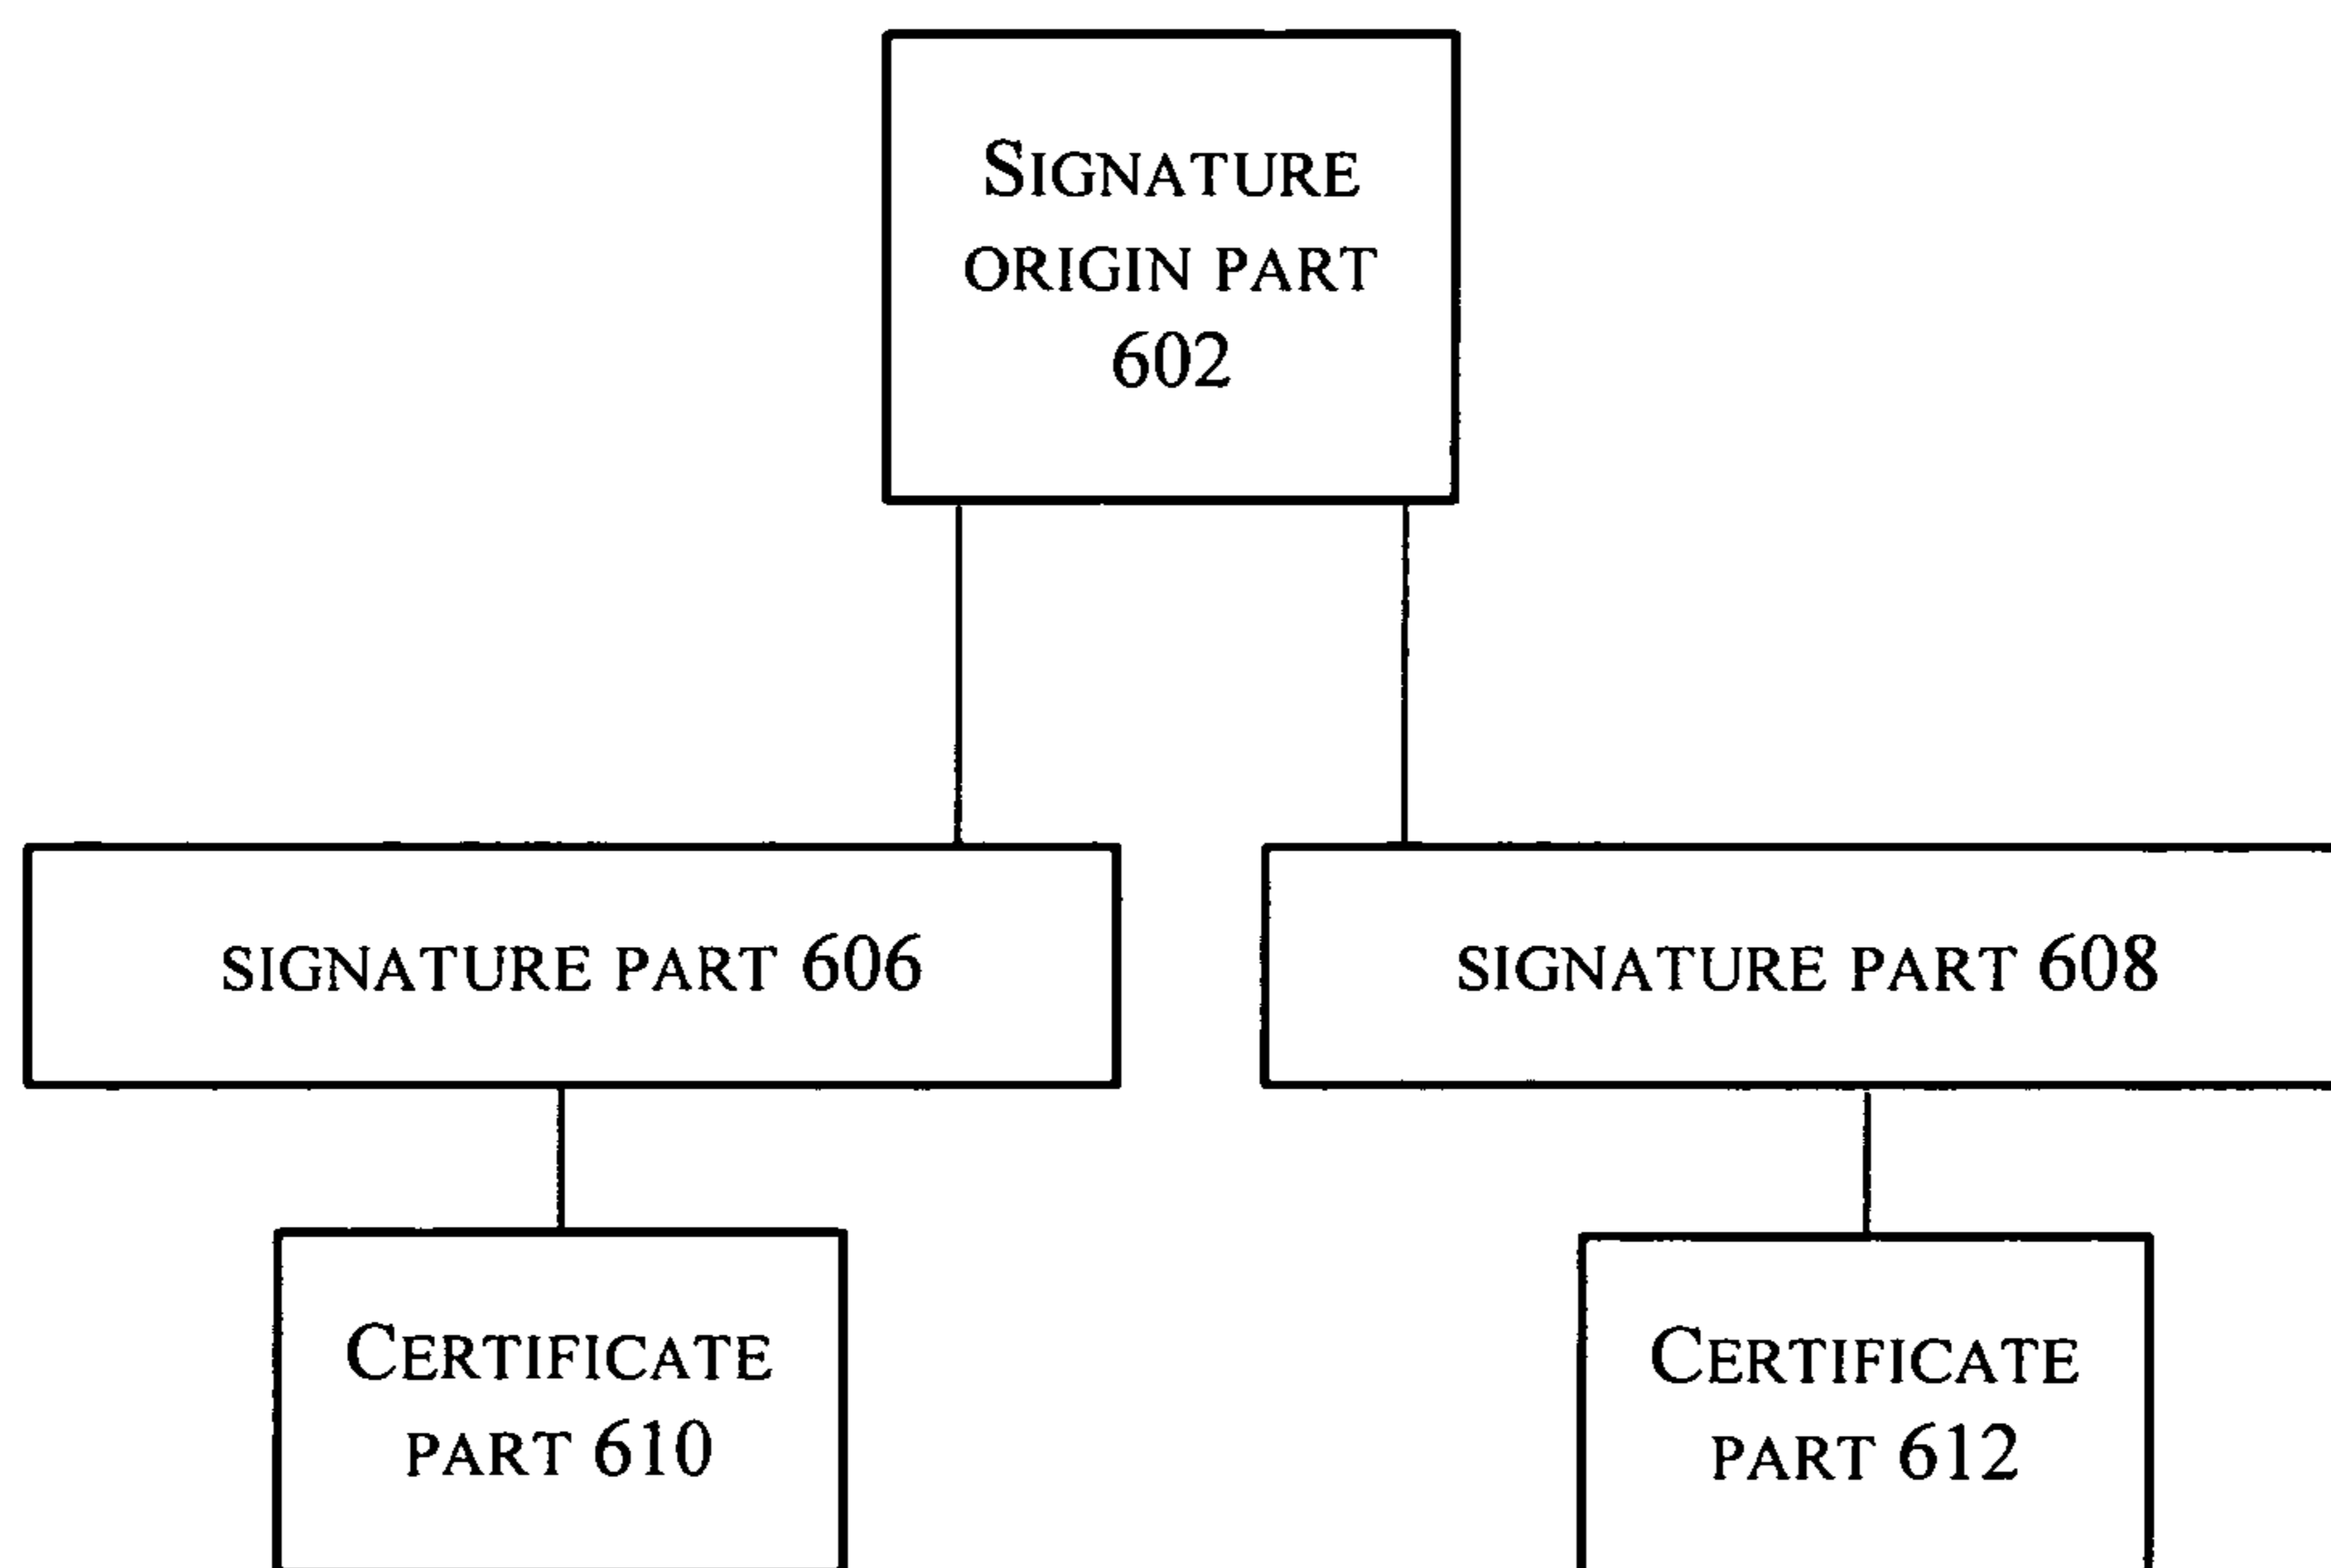 SIGNATURE
ORIGIN PART
602
SIGNATURE PART 606
SIGNATURE PART 608
CERTIFICATE
PART 610
CERTIFICATE
PART 612